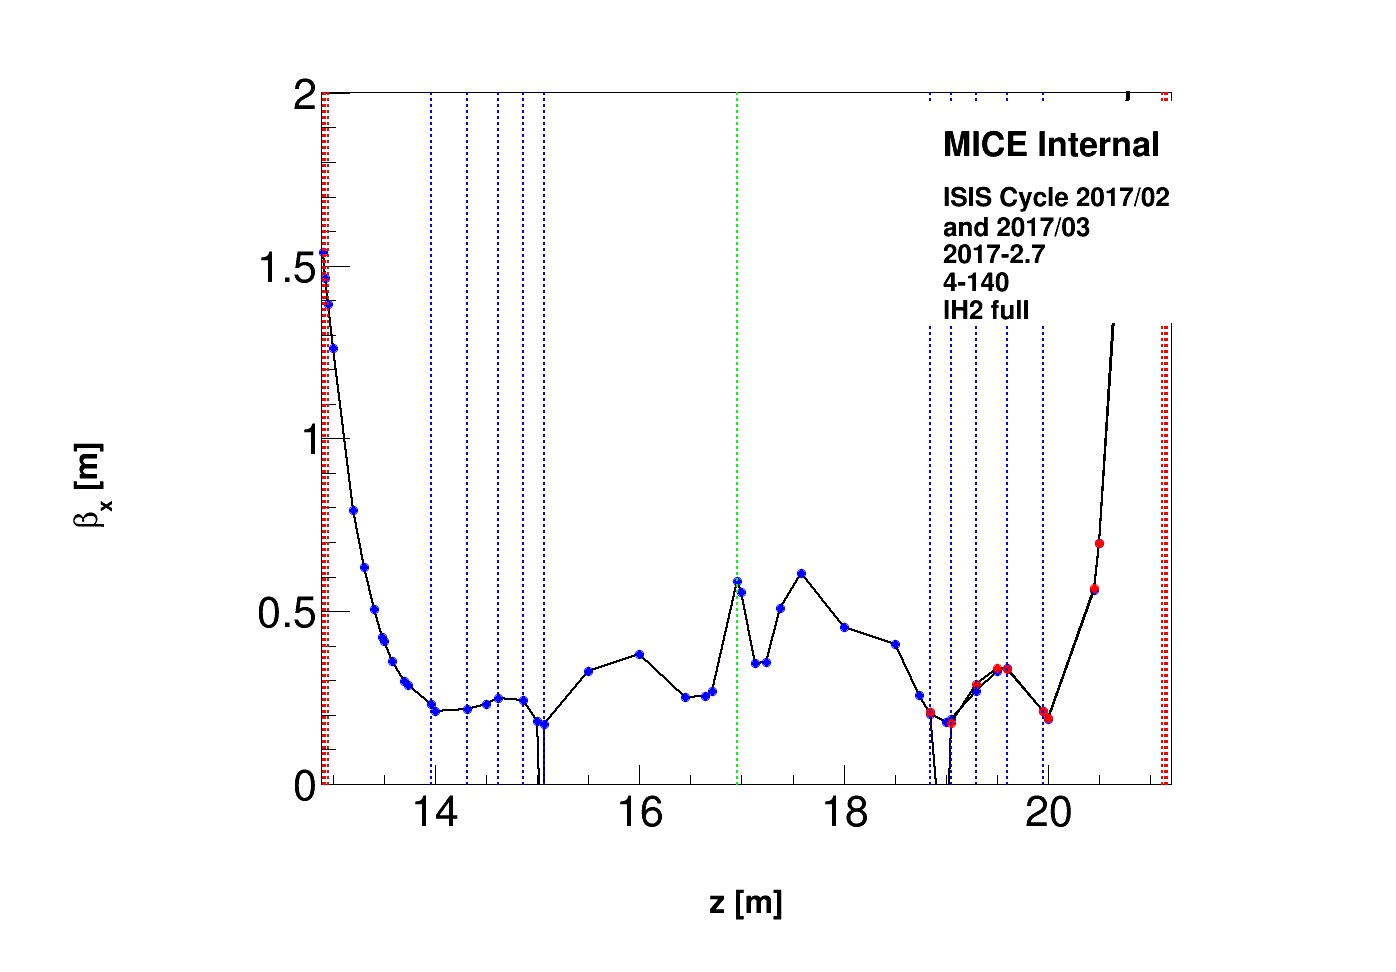 2
1.5
1
0.5
0
14 16 18 20
β_x [m]
z [m]
MICE Internal
ISIS Cycle 2017/02
and 2017/03
2017-2.7
4-140
lH2 full